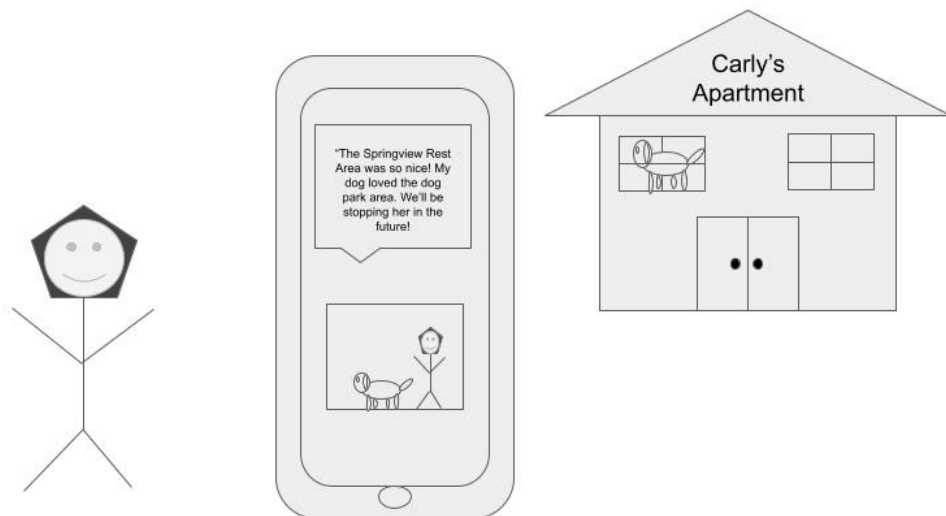 Carly’s
Apartment
“The Springview Rest
Area was so nice! My
dog loved the dog
park area. We’ll be
stopping her in the
future!